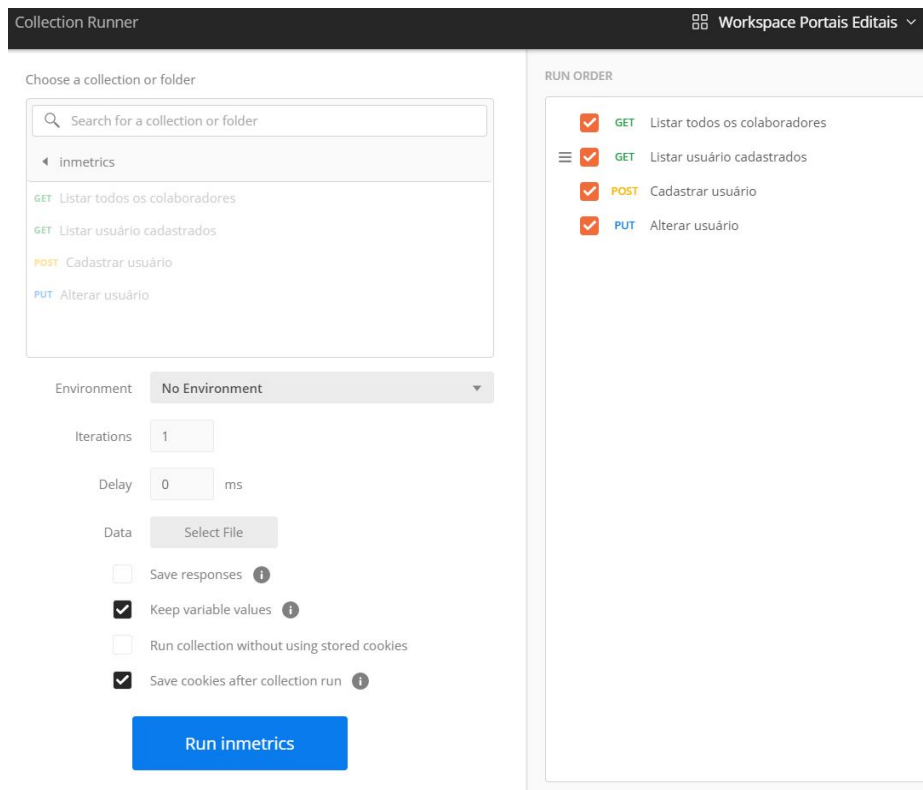 Collection Runner
Workspace Portais Editais
Choose a collection or folder
Search for a collection or folder
inmetrics
GET Listar todos os colaboradores
GET Listar usuário cadastrados
POST Cadastrar usuário
PUT Alterar usuário
Environment No Environment
Iterations 1
Delay 0 ms
Data Select File
Save responses
Keep variable values
Run collection without using stored cookies
Save cookies after collection run
Run inmetrics
RUN ORDER
GET Listar todos os colaboradores
GET Listar usuário cadastrados
POST Cadastrar usuário
PUT Alterar usuário